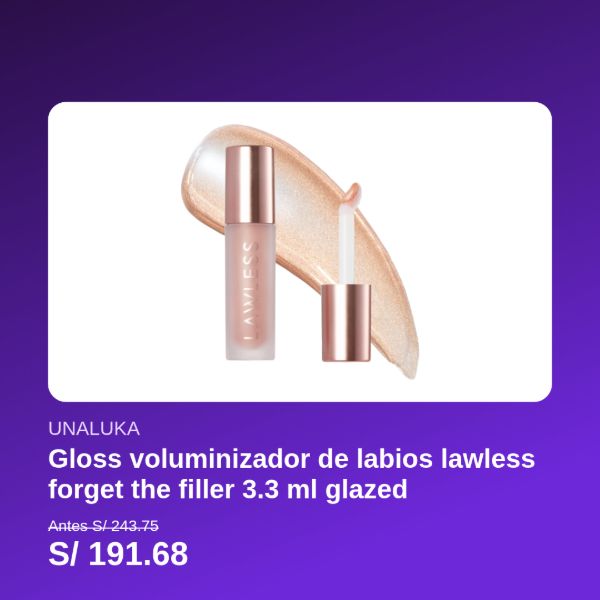 LAWLESS
UNALUKA
Gloss voluminizador de labios lawless
forget the filler 3.3 ml glazed
Antes S/ 243.75
S/ 191.68